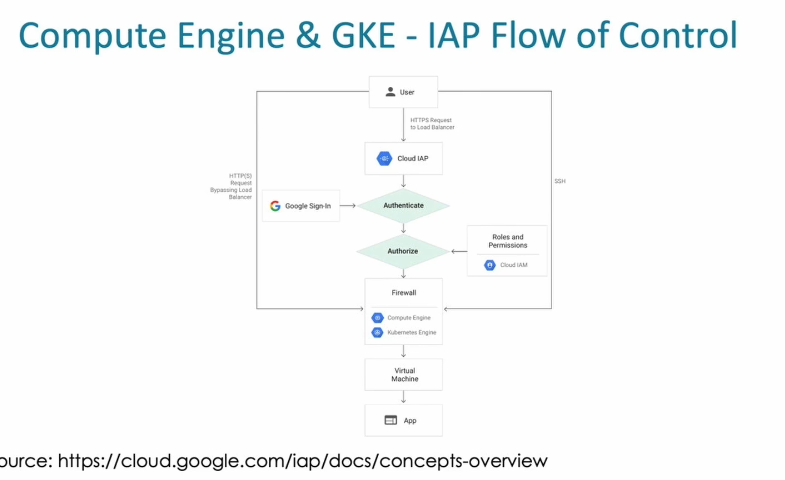 Compute Engine & GKE - IAP Flow of Control
User
HTTPS Request
to Load Balancer
Cloud IAP
HTTP(S)
Request
Bypassing Load
Balancer
SSH
Google Sign-In
Authenticate
Roles and
Permissions
Cloud IAM
Authorize
Firewall
Compute Engine
Kubernetes Engine
Virtual
Machine
App
ource: https://cloud.google.com/iap/docs/concepts-overview